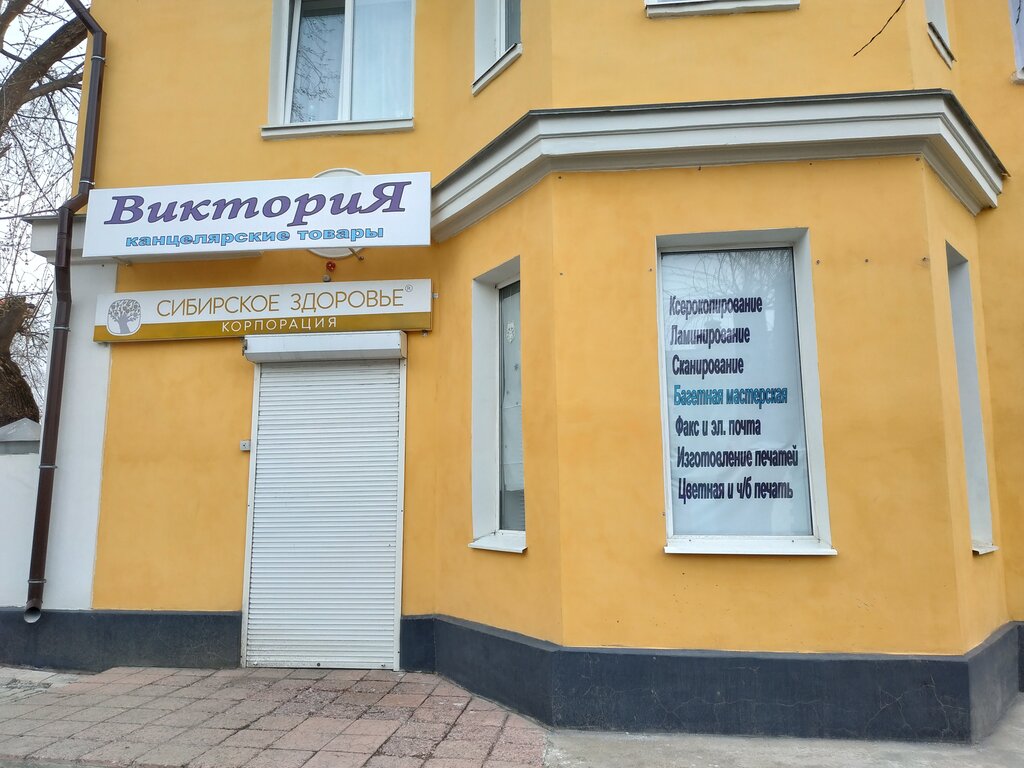 ВикториЯ
канцелярские товары
СИБИРСКОЕ ЗДОРОВЬЕ®
КОРПОРАЦИЯ
Ксерокопирование
Ламинирование
Сканирование
Багетная мастерская
Факс и эл. почта
Изготовление печатей
Цветная и ч/б печать